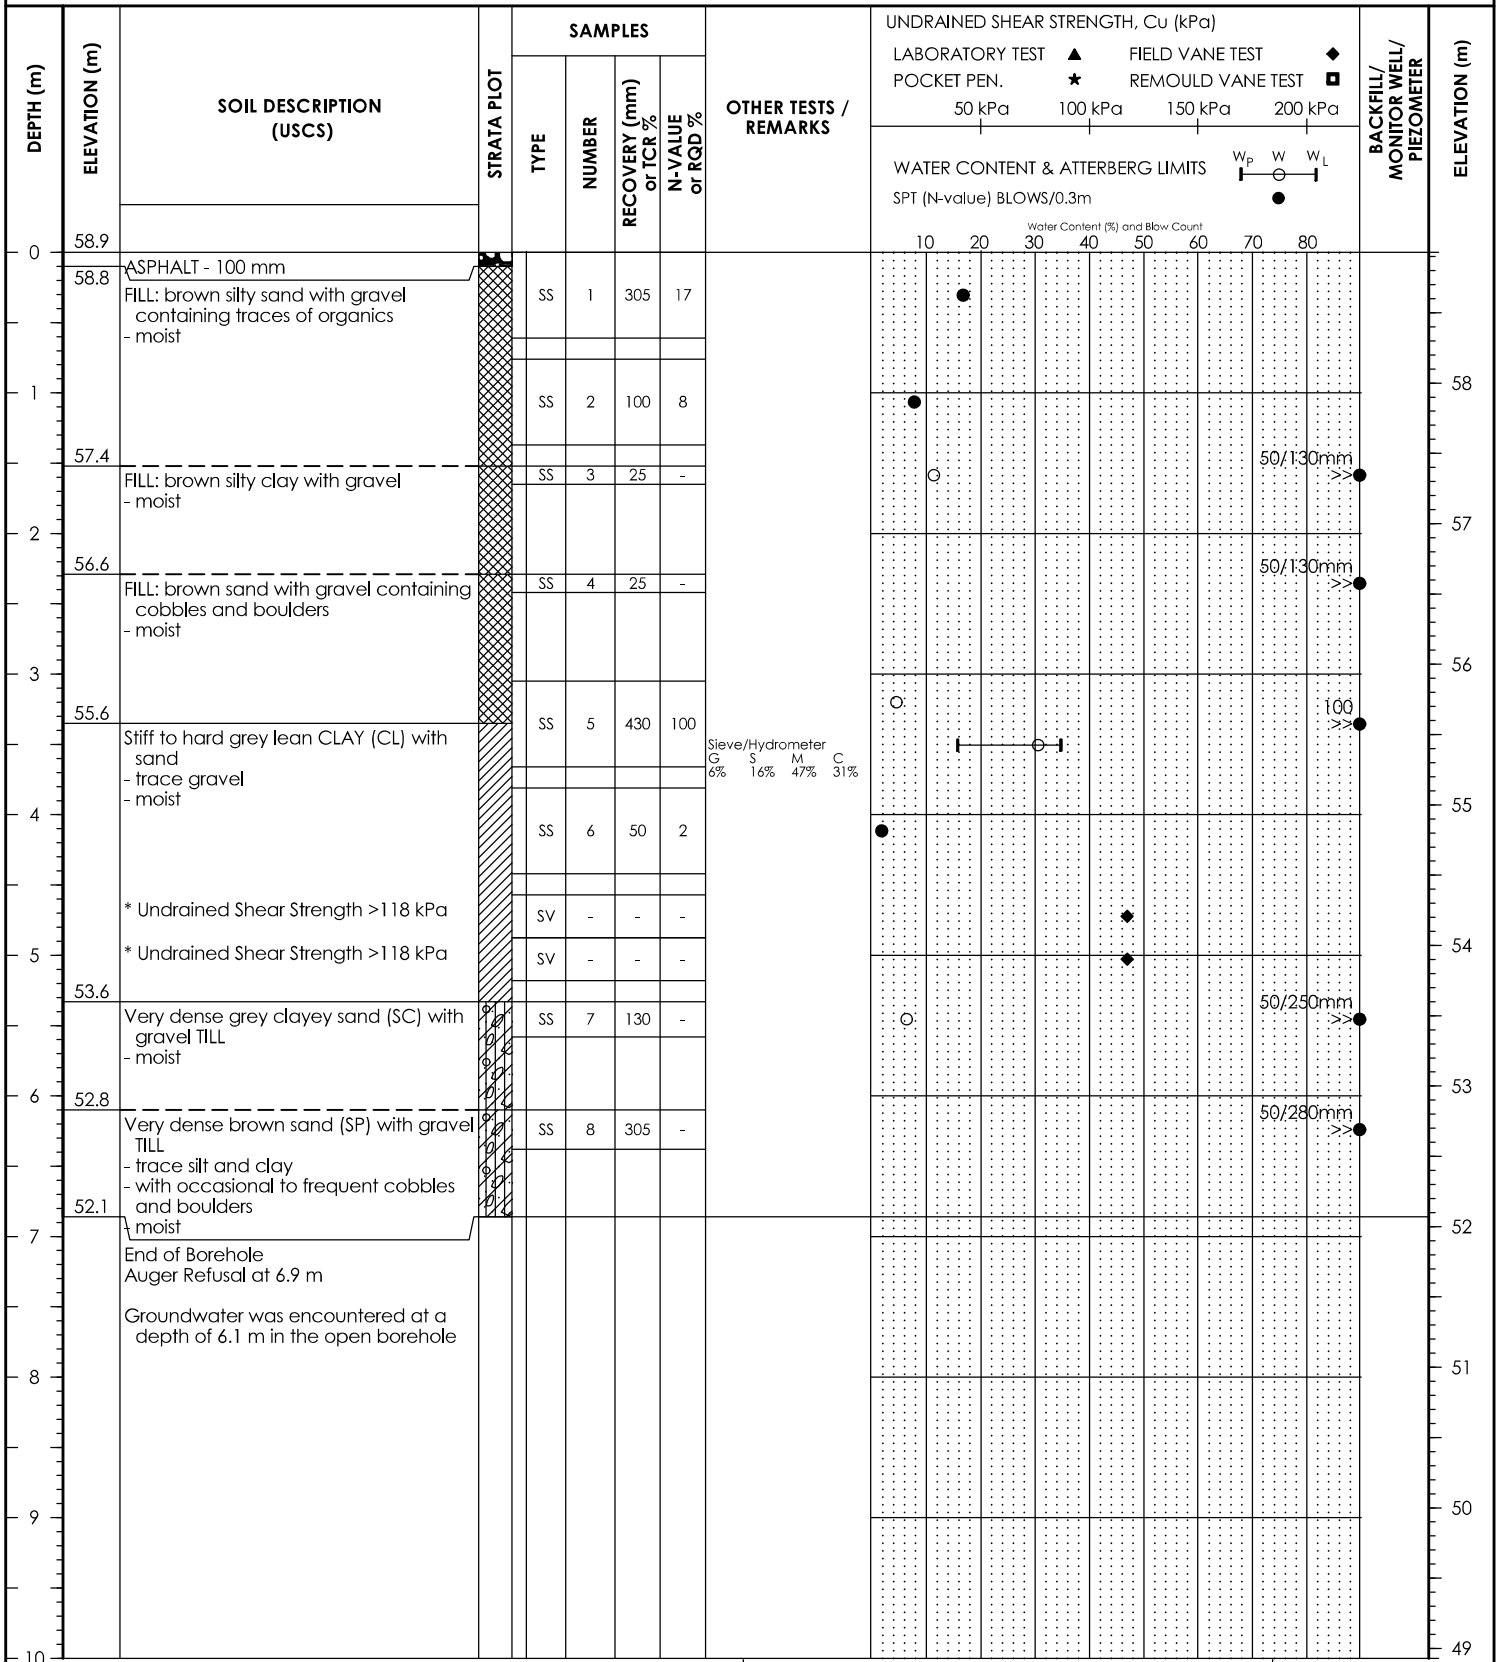 DEPTH (m)
ELEVATION (m)
SOIL DESCRIPTION
(USCS)
STRATA PLOT
SAMPLES
TYPE
NUMBER
RECOVERY (mm)
or TCR %
N-VALUE
or RQD %
OTHER TESTS /
REMARKS
UNDRAINED SHEAR STRENGTH, Cu (kPa)
LABORATORY TEST ▲ FIELD VANE TEST ◆
POCKET PEN. ★ REMOULD VANE TEST
50 kPa 100 kPa 150 kPa 200 kPa
WATER CONTENT & ATTERBERG LIMITS WP W WL
SPT (N-value) BLOWS/0.3m ●
Water Content (%) and Blow Count
10 20 30 40 50 60 70 80
BACKFILL/
MONITOR WELL/
PIEZOMETER
ELEVATION (m)
0 58.9
ASPHALT - 100 mm
58.8
FILL: brown silty sand with gravel
containing traces of organics
- moist
SS 1 305 17
58
1
SS 2 100 8
57.4
FILL: brown silty clay with gravel
- moist
SS 3 25 -
50/130mm
>>
57
2
56.6
FILL: brown sand with gravel containing
cobbles and boulders
- moist
SS 4 25 -
50/130mm
>>
56
3
55.6
SS 5 430 100
100
>>
Stiff to hard grey lean CLAY (CL) with
sand
- trace gravel
- moist
Sieve/Hydrometer
G S M C
6% 16% 47% 31%
55
4
SS 6 50 2
* Undrained Shear Strength >118 kPa
SV - - -
* Undrained Shear Strength >118 kPa
SV - - -
54
5
53.6
Very dense grey clayey sand (SC) with
gravel TILL
- moist
SS 7 130 -
50/250mm
>>
53
6
52.8
Very dense brown sand (SP) with gravel
TILL
- trace silt and clay
- with occasional to frequent cobbles
and boulders
- moist
SS 8 305 -
50/280mm
>>
52.1
52
7
End of Borehole
Auger Refusal at 6.9 m
Groundwater was encountered at a
depth of 6.1 m in the open borehole
51
8
50
9
49
10